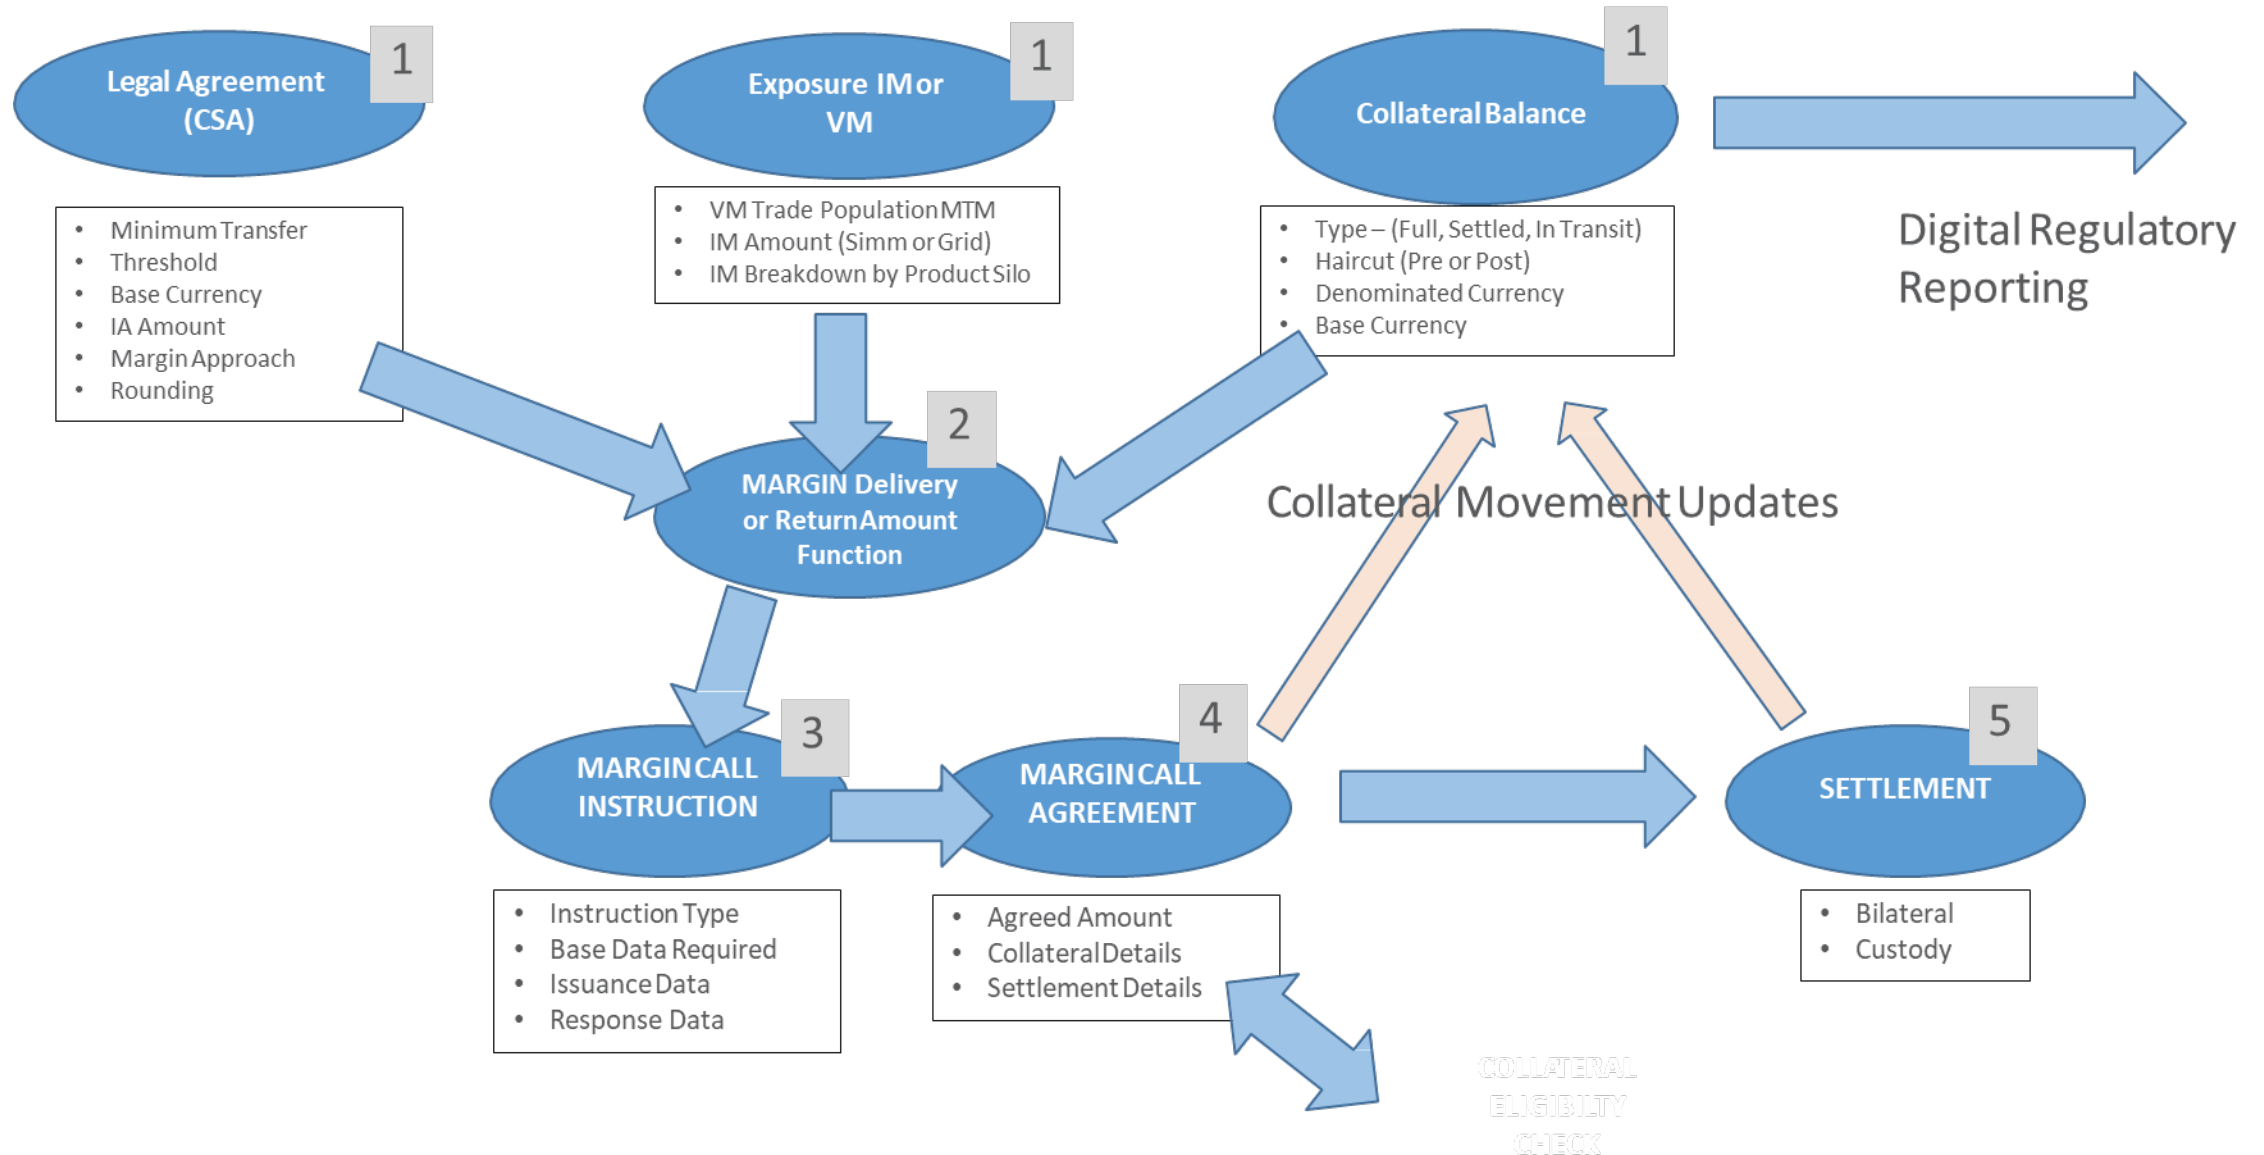 1
Legal Agreement
(CSA)
• Minimum Transfer
• Threshold
• Base Currency
• IA Amount
• Margin Approach
• Rounding
1
Exposure IM or
VM
• VM Trade Population MTM
• IM Amount (Simm or Grid)
• IM Breakdown by Product Silo
1
Collateral Balance
• Type – (Full, Settled, In Transit)
• Haircut (Pre or Post)
• Denominated Currency
• Base Currency
Digital Regulatory
Reporting
2
MARGIN Delivery
or Return Amount
Function
Collateral Movement Updates
3
MARGIN CALL
INSTRUCTION
• Instruction Type
• Base Data Required
• Issuance Data
• Response Data
4
MARGIN CALL
AGREEMENT
• Agreed Amount
• Collateral Details
• Settlement Details
5
SETTLEMENT
• Bilateral
• Custody
COLLATERAL
ELIGIBILTY
CHECK